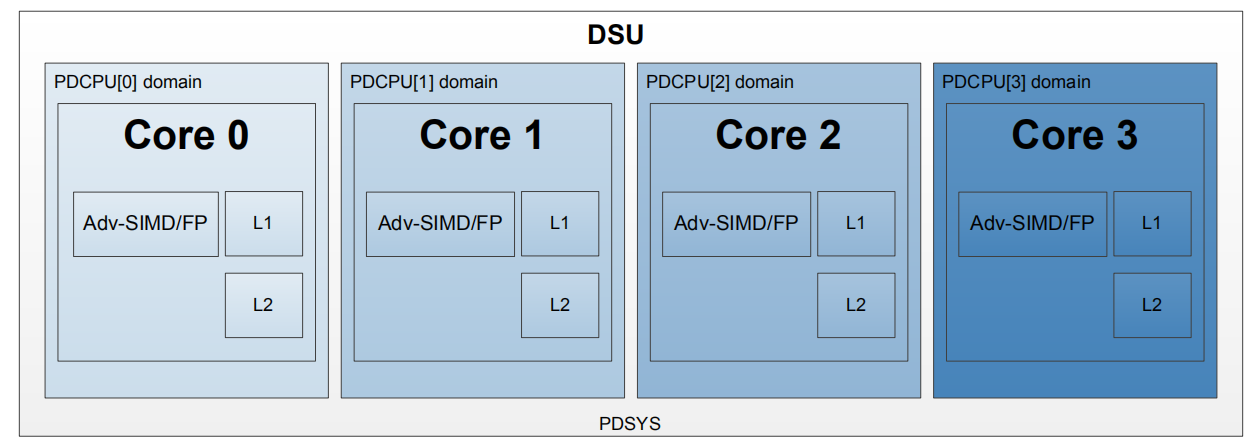 DSU
PDCPU[0] domain
Core 0
Adv-SIMD/FP
L1
L2
PDCPU[1] domain
Core 1
Adv-SIMD/FP
L1
L2
PDCPU[2] domain
Core 2
Adv-SIMD/FP
L1
L2
PDCPU[3] domain
Core 3
Adv-SIMD/FP
L1
L2
PDSYS